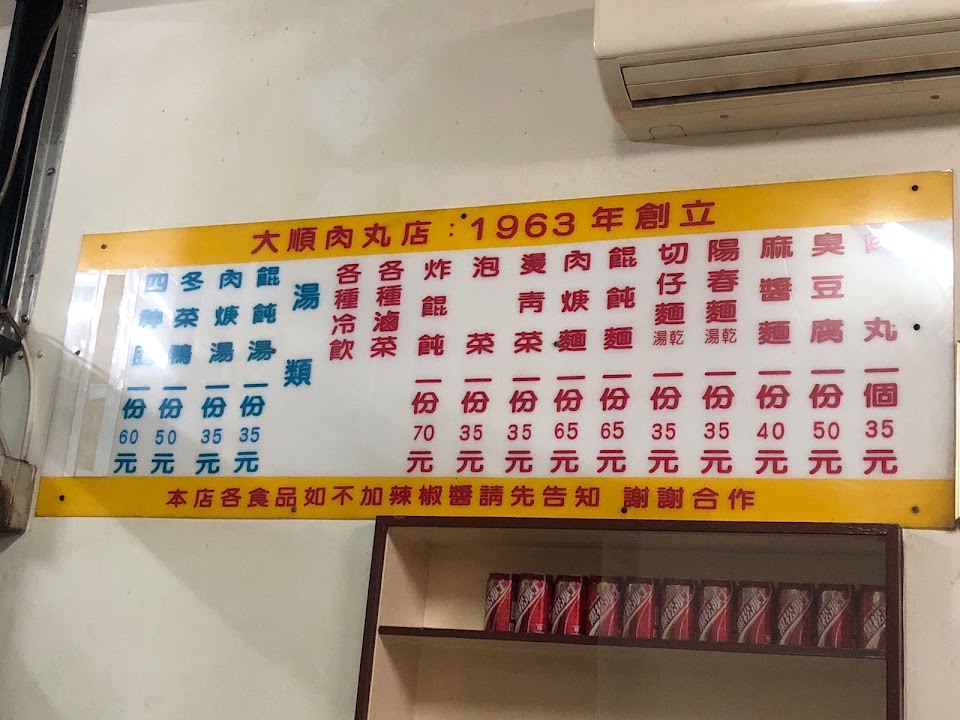 大順肉丸店：1963年創立
肉丸一個35元
臭豆腐一份50元
麻醬麵一份40元
陽春麵湯乾一份35元
切仔麵湯乾一份35元
餛飩麵一份65元
肉焿麵一份65元
燙青菜一份35元
泡菜一份35元
炸餛飩一份70元
各種滷菜
各種冷飲
湯類
餛飩湯一份35元
肉焿湯一份35元
冬菜鴨一份50元
四神一份60元
本店各食品如不加辣椒醬請先告知 謝謝合作
黑松沙士